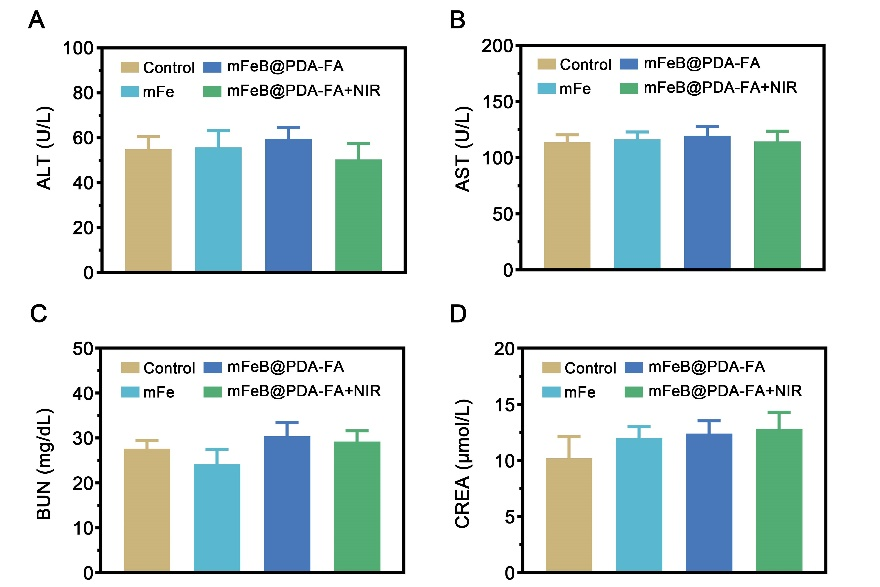 A
ALT (U/L)
100
80
60
40
20
0
Control mFeB@PDA-FA
mFe mFeB@PDA-FA+NIR
B
AST (U/L)
200
150
100
50
0
Control mFeB@PDA-FA
mFe mFeB@PDA-FA+NIR
C
BUN (mg/dL)
50
40
30
20
10
0
Control mFeB@PDA-FA
mFe mFeB@PDA-FA+NIR
D
CREA (μmol/L)
20
15
10
5
0
Control mFeB@PDA-FA
mFe mFeB@PDA-FA+NIR